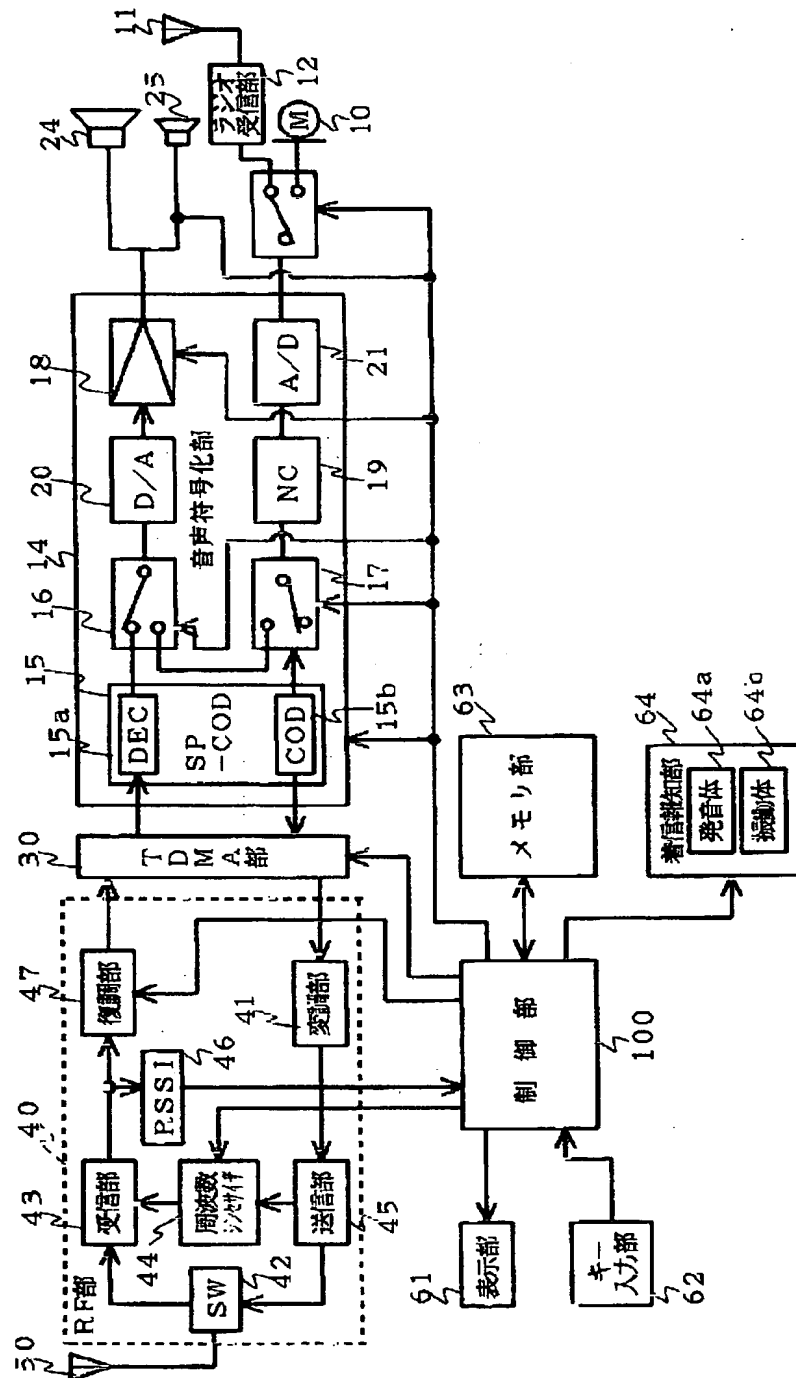 11
ラジオ
受信部
12
M
10
24
25
18
20
D/A
A/D
21
音声符号化部
NC
19
14
16
17
15
15a
DEC
SP
-COD
COD
15b
30
TDMA部
63
メモリ部
64
64a
64b
着信報知部
発音体
振動体
40
RF部
47
復調部
41
変調部
RSSI
46
43
受信部
周波数
シンセサイザ
44
送信部
45
SW
42
50
制御部
100
61
表示部
キー
入力部
62